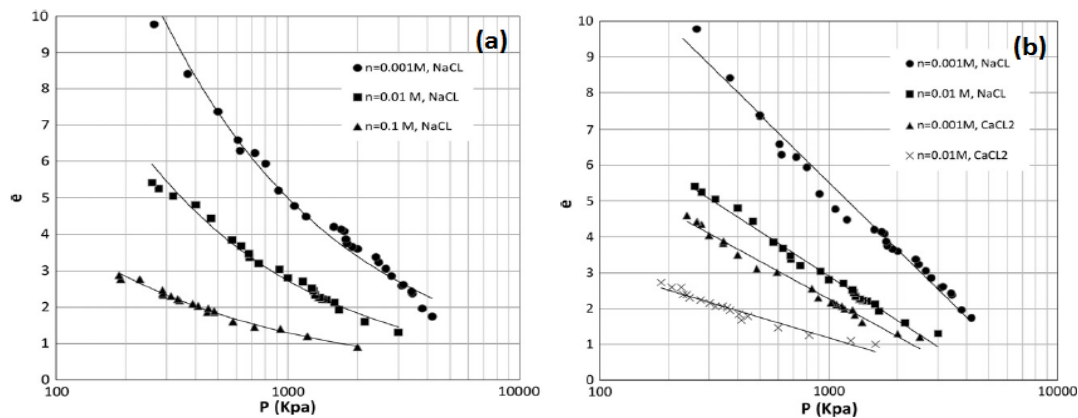 (a)
10
9
8
7
6
5
4
3
2
1
0
ē
n=0.001M, NaCL
n=0.01 M, NaCL
n=0.1 M, NaCL
100
1000
10000
P (Kpa)
(b)
10
9
8
7
6
5
4
3
2
1
0
ē
n=0.001M, NaCL
n=0.01 M, NaCL
n=0.001M, CaCL2
n=0.01M, CaCL2
100
1000
10000
P (Kpa)